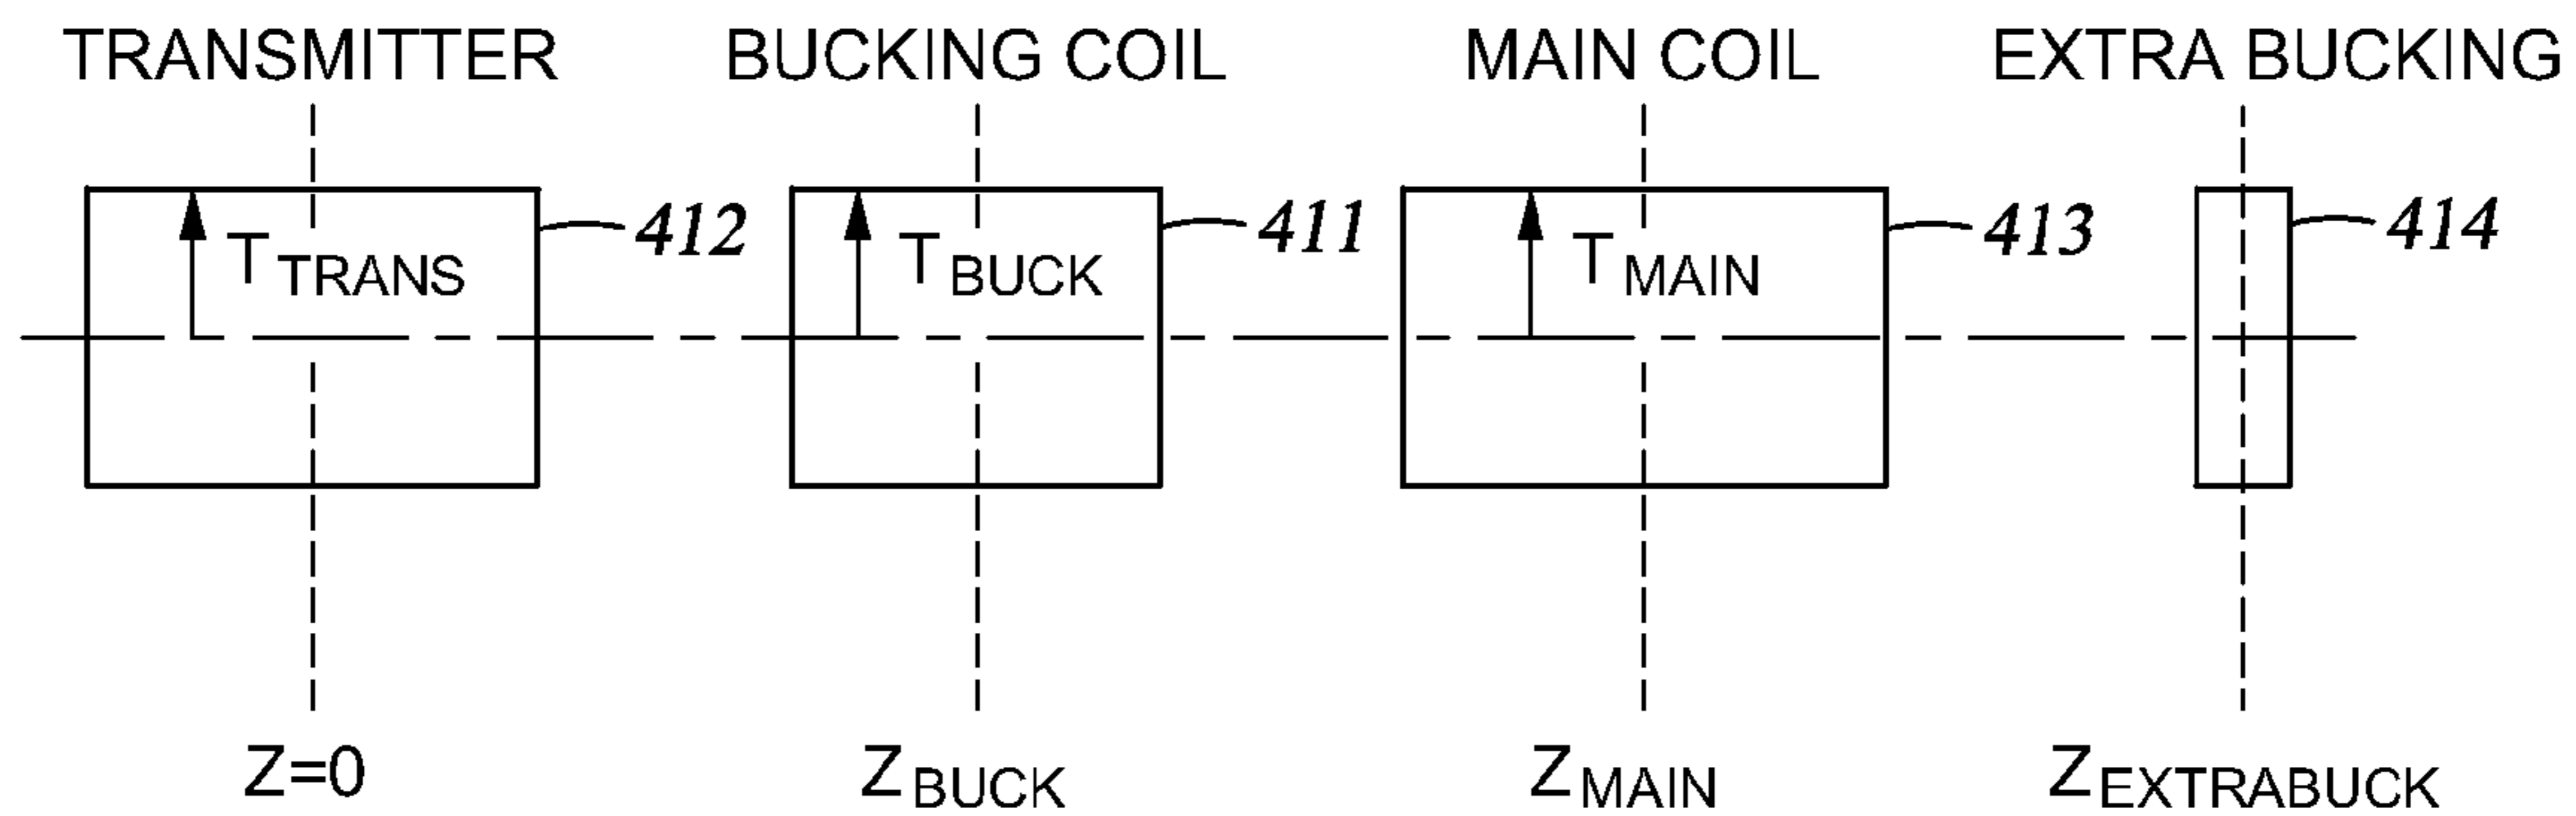 TRANSMITTER BUCKING COIL MAIN COIL EXTRA BUCKING
T TRANS 412 T BUCK 411 T MAIN 413 414
Z=0 Z BUCK Z MAIN Z EXTRABUCK